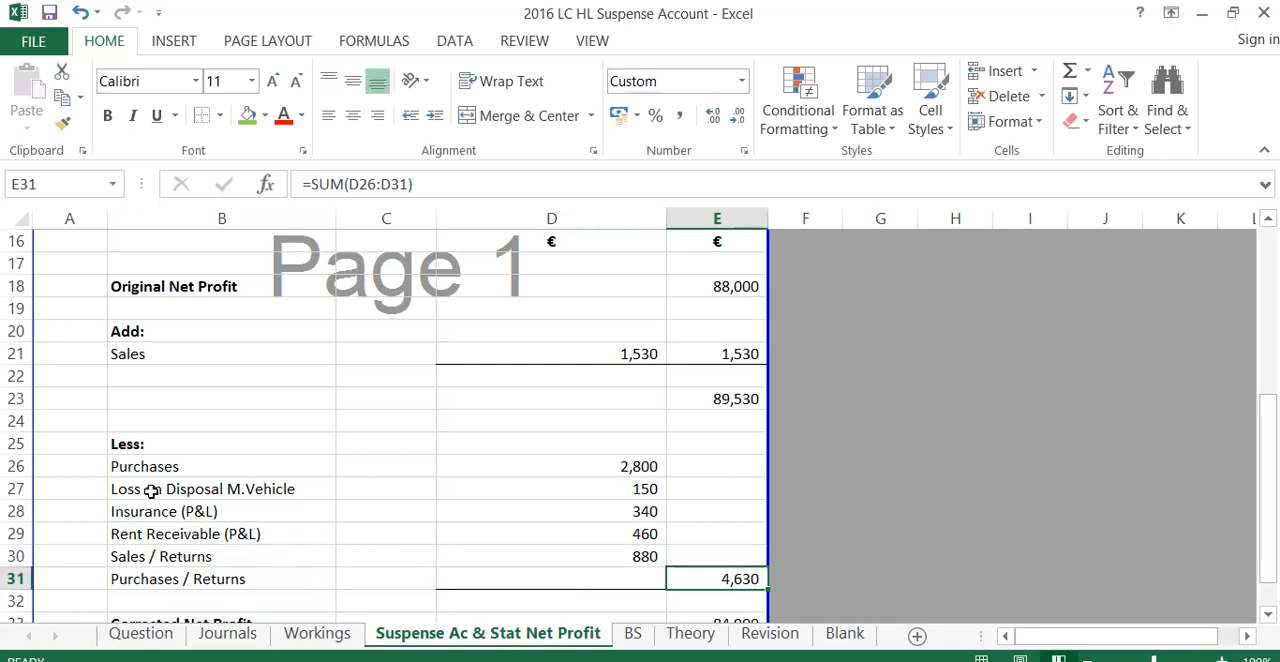 2016 LC HL Suspense Account - Excel
?
Sign in
FILE HOME INSERT PAGE LAYOUT FORMULAS DATA REVIEW VIEW
Paste
Calibri 11
B I U
Wrap Text
Merge & Center
Custom
%
Conditional Formatting
Format as Table
Cell Styles
Insert
Delete
Format
Sort & Filter
Find & Select
Clipboard Font Alignment Number Styles Cells Editing
E31 fx =SUM(D26:D31)
A B C D E F G H I J K L
Page 1
16 € €
17
18 Original Net Profit 88,000
19
20 Add:
21 Sales 1,530 1,530
22
23 89,530
24
25 Less:
26 Purchases 2,800
27 Loss Disposal M.Vehicle 150
28 Insurance (P&L) 340
29 Rent Receivable (P&L) 460
30 Sales / Returns 880
31 Purchases / Returns 4,630
32
33 Corrected Net Profit 84,900
Question Journals Workings Suspense Ac & Stat Net Profit BS Theory Revision Blank
READY 100%